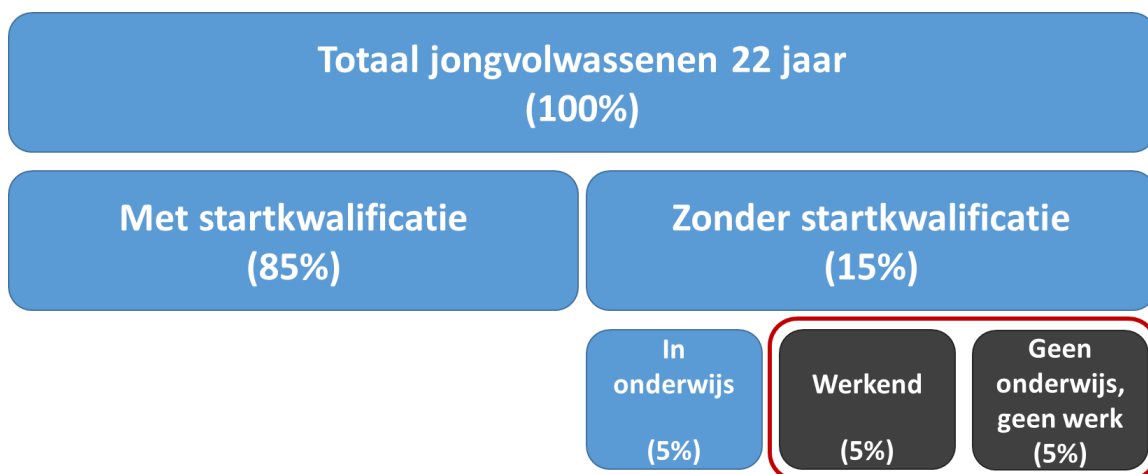 Totaal jongvolwassenen 22 jaar
(100%)
Met startkwalificatie
(85%)
Zonder startkwalificatie
(15%)
In
onderwijs
(5%)
Werkend
(5%)
Geen
onderwijs,
geen werk
(5%)